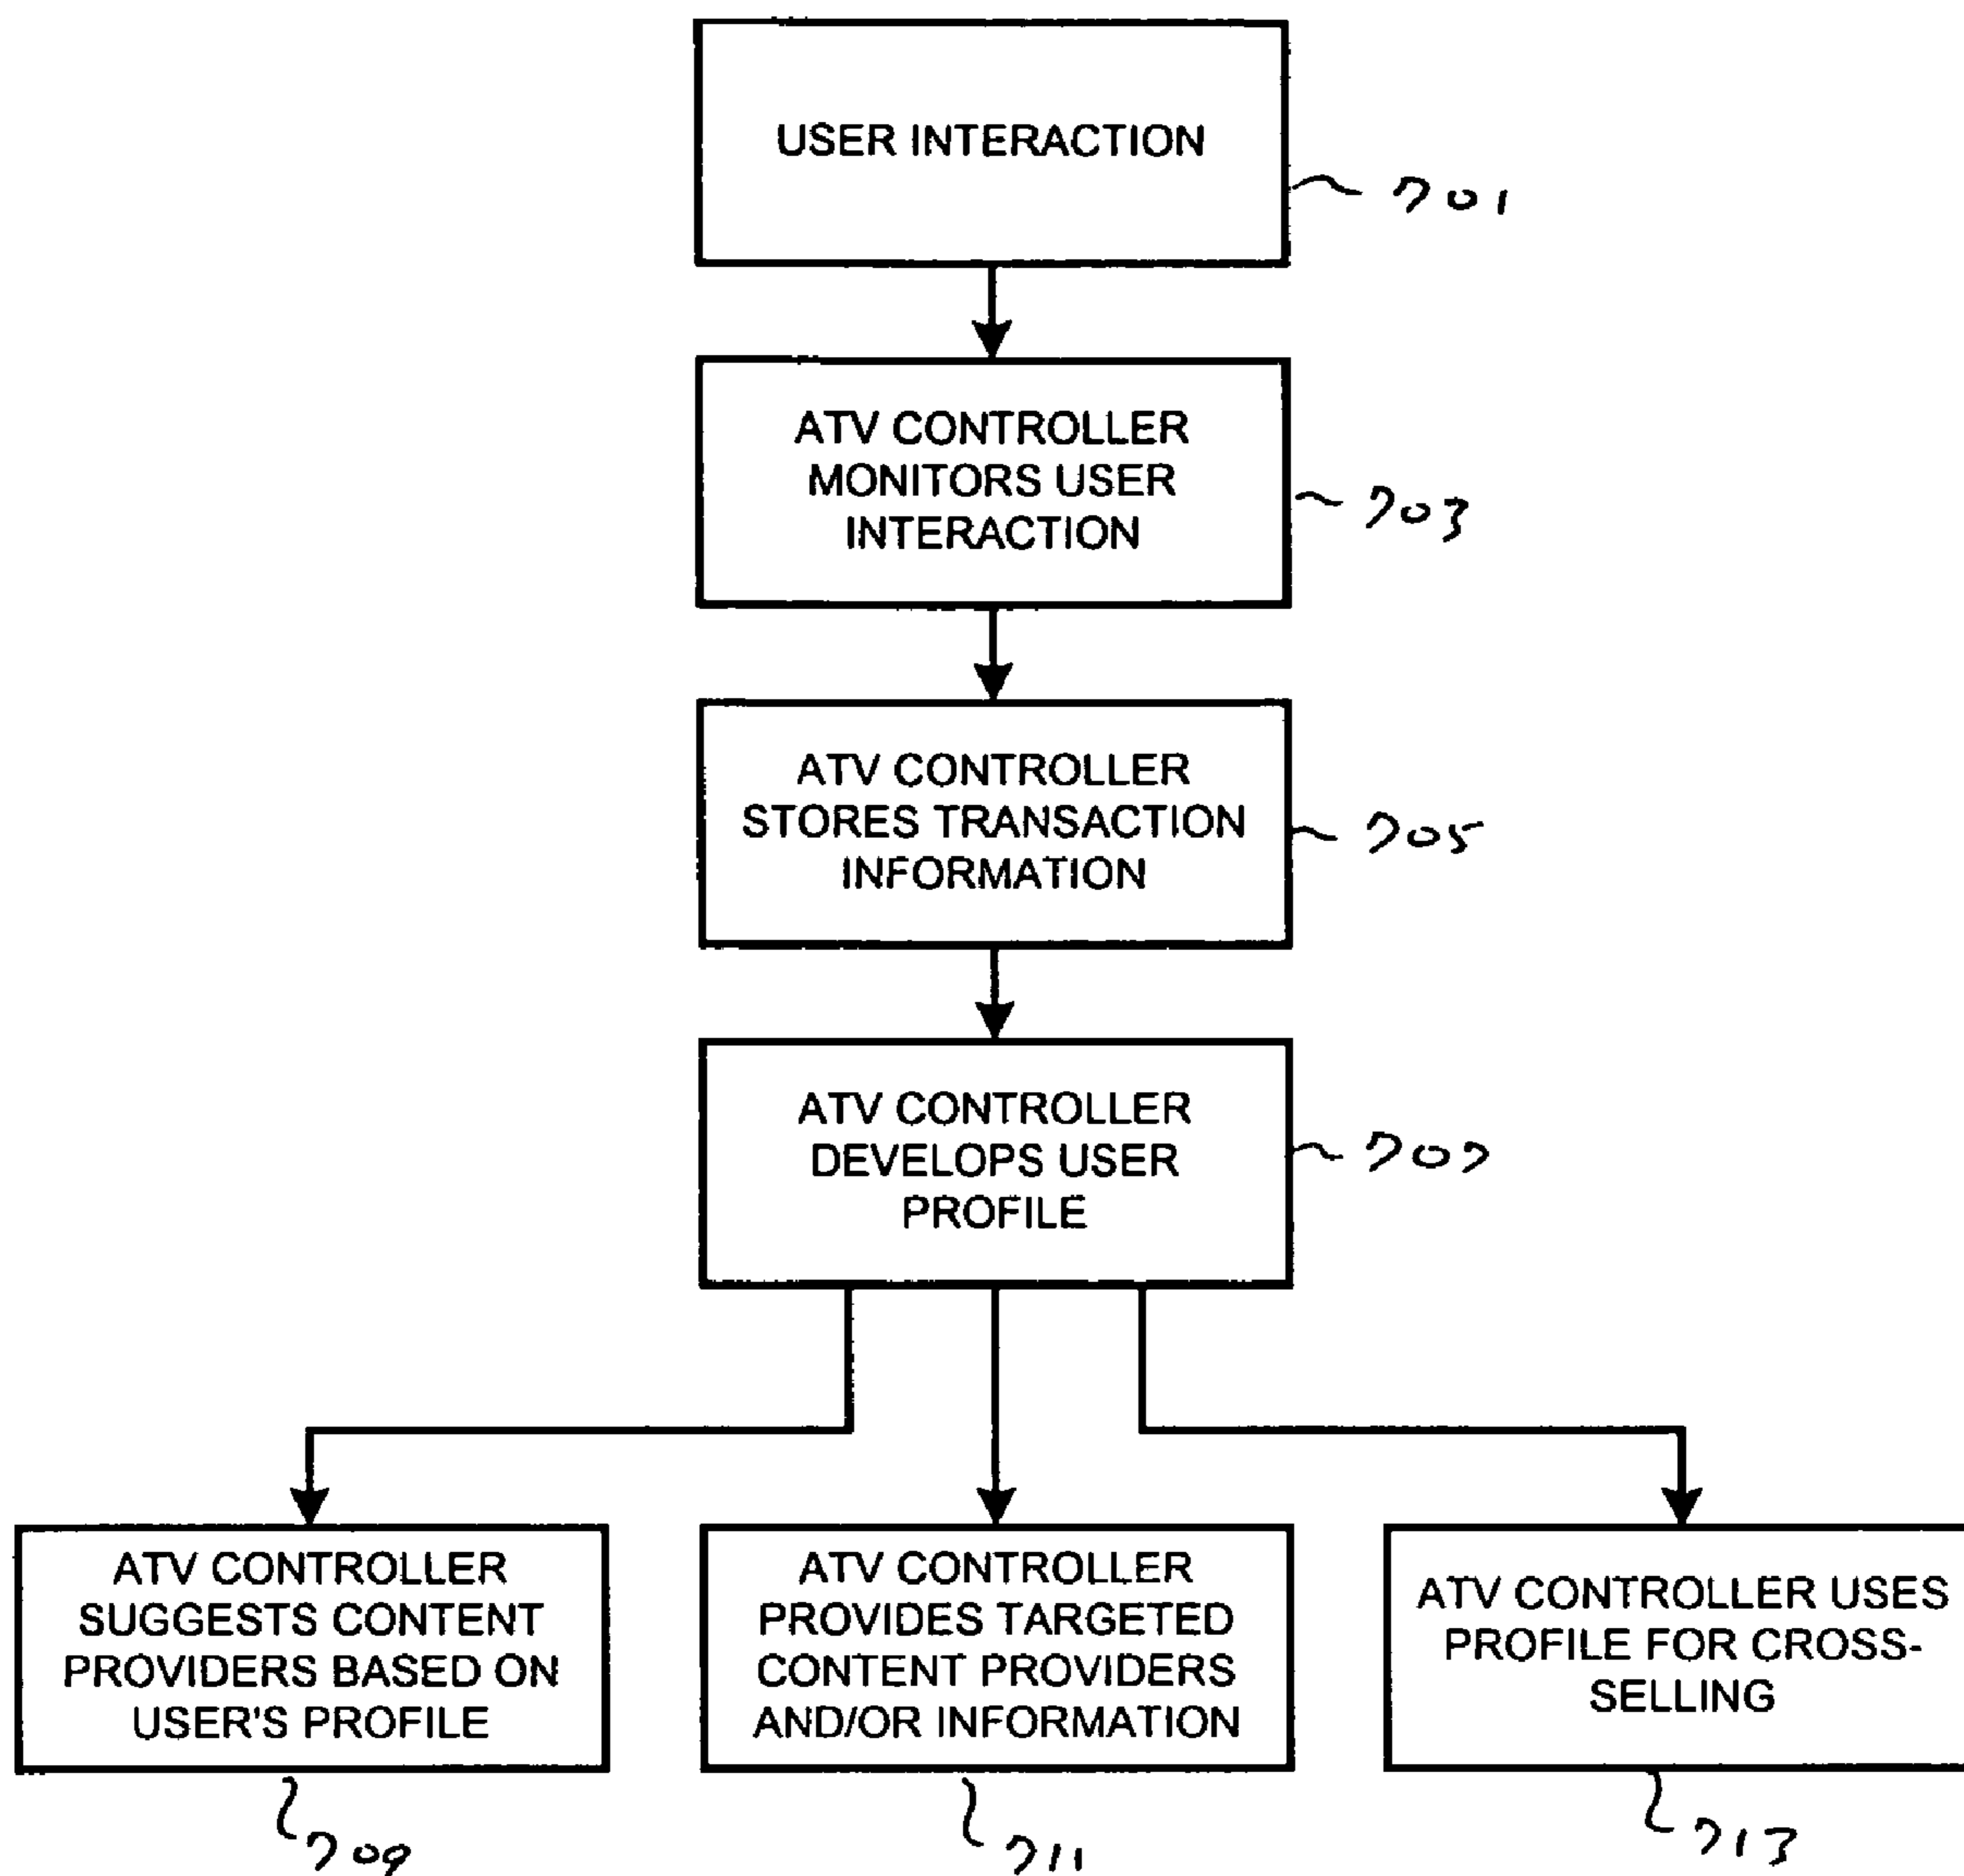 USER INTERACTION
701
ATV CONTROLLER
MONITORS USER
INTERACTION
703
ATV CONTROLLER
STORES TRANSACTION
INFORMATION
705
ATV CONTROLLER
DEVELOPS USER
PROFILE
707
ATV CONTROLLER
SUGGESTS CONTENT
PROVIDERS BASED ON
USER'S PROFILE
709
ATV CONTROLLER
PROVIDES TARGETED
CONTENT PROVIDERS
AND/OR INFORMATION
711
ATV CONTROLLER USES
PROFILE FOR CROSS-
SELLING
713